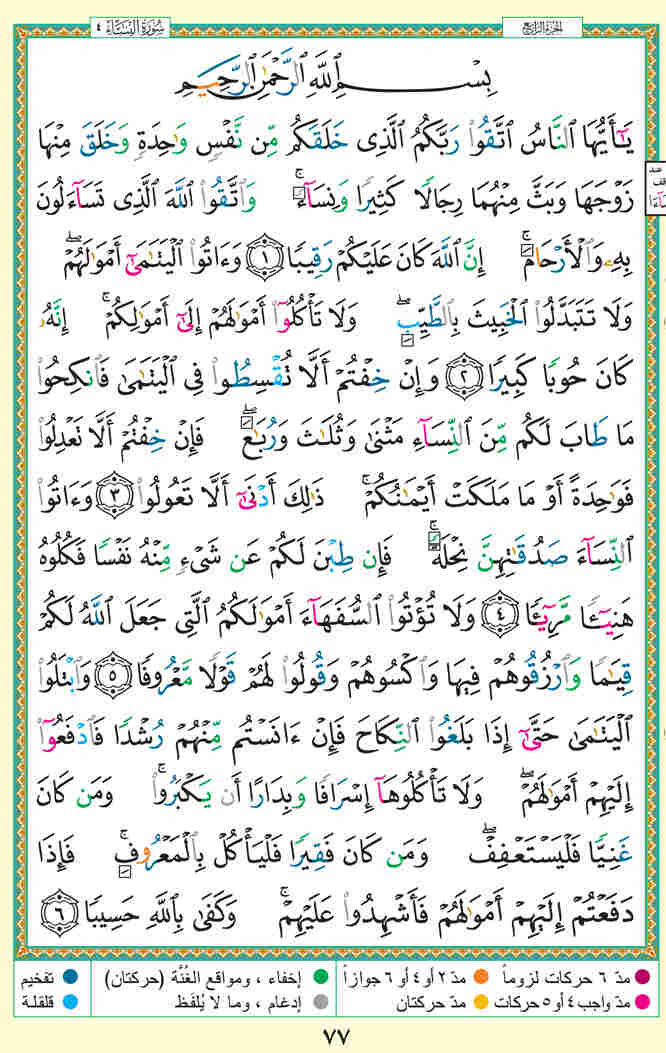 الجزء الرابع
سورة النساء ٤
بِسْمِ ٱللَّهِ ٱلرَّحْمَٰنِ ٱلرَّحِيمِ
يَٰٓأَيُّهَا ٱلنَّاسُ ٱتَّقُوا۟ رَبَّكُمُ ٱلَّذِى خَلَقَكُم مِّن نَّفْسٍ وَٰحِدَةٍ وَخَلَقَ مِنْهَا
زَوْجَهَا وَبَثَّ مِنْهُمَا رِجَالًا كَثِيرًا وَنِسَآءً ۚ وَٱتَّقُوا۟ ٱللَّهَ ٱلَّذِى تَسَآءَلُونَ
بِهِۦ وَٱلْأَرْحَامَ ۚ إِنَّ ٱللَّهَ كَانَ عَلَيْكُمْ رَقِيبًا ١ وَءَاتُوا۟ ٱلْيَتَٰمَىٰٓ أَمْوَٰلَهُمْ ۖ
وَلَا تَتَبَدَّلُوا۟ ٱلْخَبِيثَ بِٱلطَّيِّبِ ۖ وَلَا تَأْكُلُوٓا۟ أَمْوَٰلَهُمْ إِلَىٰٓ أَمْوَٰلِكُمْ ۚ إِنَّهُۥ
كَانَ حُوبًا كَبِيرًا ٢ وَإِنْ خِفْتُمْ أَلَّا تُقْسِطُوا۟ فِى ٱلْيَتَٰمَىٰ فَٱنكِحُوا۟
مَا طَابَ لَكُم مِّنَ ٱلنِّسَآءِ مَثْنَىٰ وَثُلَٰثَ وَرُبَٰعَ ۖ فَإِنْ خِفْتُمْ أَلَّا تَعْدِلُوا۟
فَوَٰحِدَةً أَوْ مَا مَلَكَتْ أَيْمَٰنُكُمْ ۚ ذَٰلِكَ أَدْنَىٰٓ أَلَّا تَعُولُوا۟ ٣ وَءَاتُوا۟
ٱلنِّسَآءَ صَدُقَٰتِهِنَّ نِحْلَةً ۚ فَإِن طِبْنَ لَكُمْ عَن شَىْءٍ مِّنْهُ نَفْسًا فَكُلُوهُ
هَنِيٓـًٔا مَّرِيٓـًٔا ٤ وَلَا تُؤْتُوا۟ ٱلسُّفَهَآءَ أَمْوَٰلَكُمُ ٱلَّتِى جَعَلَ ٱللَّهُ لَكُمْ
قِيَٰمًا وَٱرْزُقُوهُمْ فِيهَا وَٱكْسُوهُمْ وَقُولُوا۟ لَهُمْ قَوْلًا مَّعْرُوفًا ٥ وَٱبْتَلُوا۟
ٱلْيَتَٰمَىٰ حَتَّىٰٓ إِذَا بَلَغُوا۟ ٱلنِّكَاحَ فَإِنْ ءَانَسْتُم مِّنْهُمْ رُشْدًا فَٱدْفَعُوٓا۟
إِلَيْهِمْ أَمْوَٰلَهُمْ ۖ وَلَا تَأْكُلُوهَآ إِسْرَافًا وَبِدَارًا أَن يَكْبَرُوا۟ ۚ وَمَن كَانَ
غَنِيًّا فَلْيَسْتَعْفِفْ ۖ وَمَن كَانَ فَقِيرًا فَلْيَأْكُلْ بِٱلْمَعْرُوفِ ۚ فَإِذَا
دَفَعْتُمْ إِلَيْهِمْ أَمْوَٰلَهُمْ فَأَشْهِدُوا۟ عَلَيْهِمْ ۚ وَكَفَىٰ بِٱللَّهِ حَسِيبًا ٦
مدّ ٦ حركات لزوماً مدّ ٢ أو ٤ أو ٦ جوازاً إخفاء ، ومواقع الغُنَّة (حركتان) تفخيم
مدّ واجب ٤ أو ٥ حركات مدّ حركتان إدغام ، وما لا يُلفَظ قلقلة
٧٧